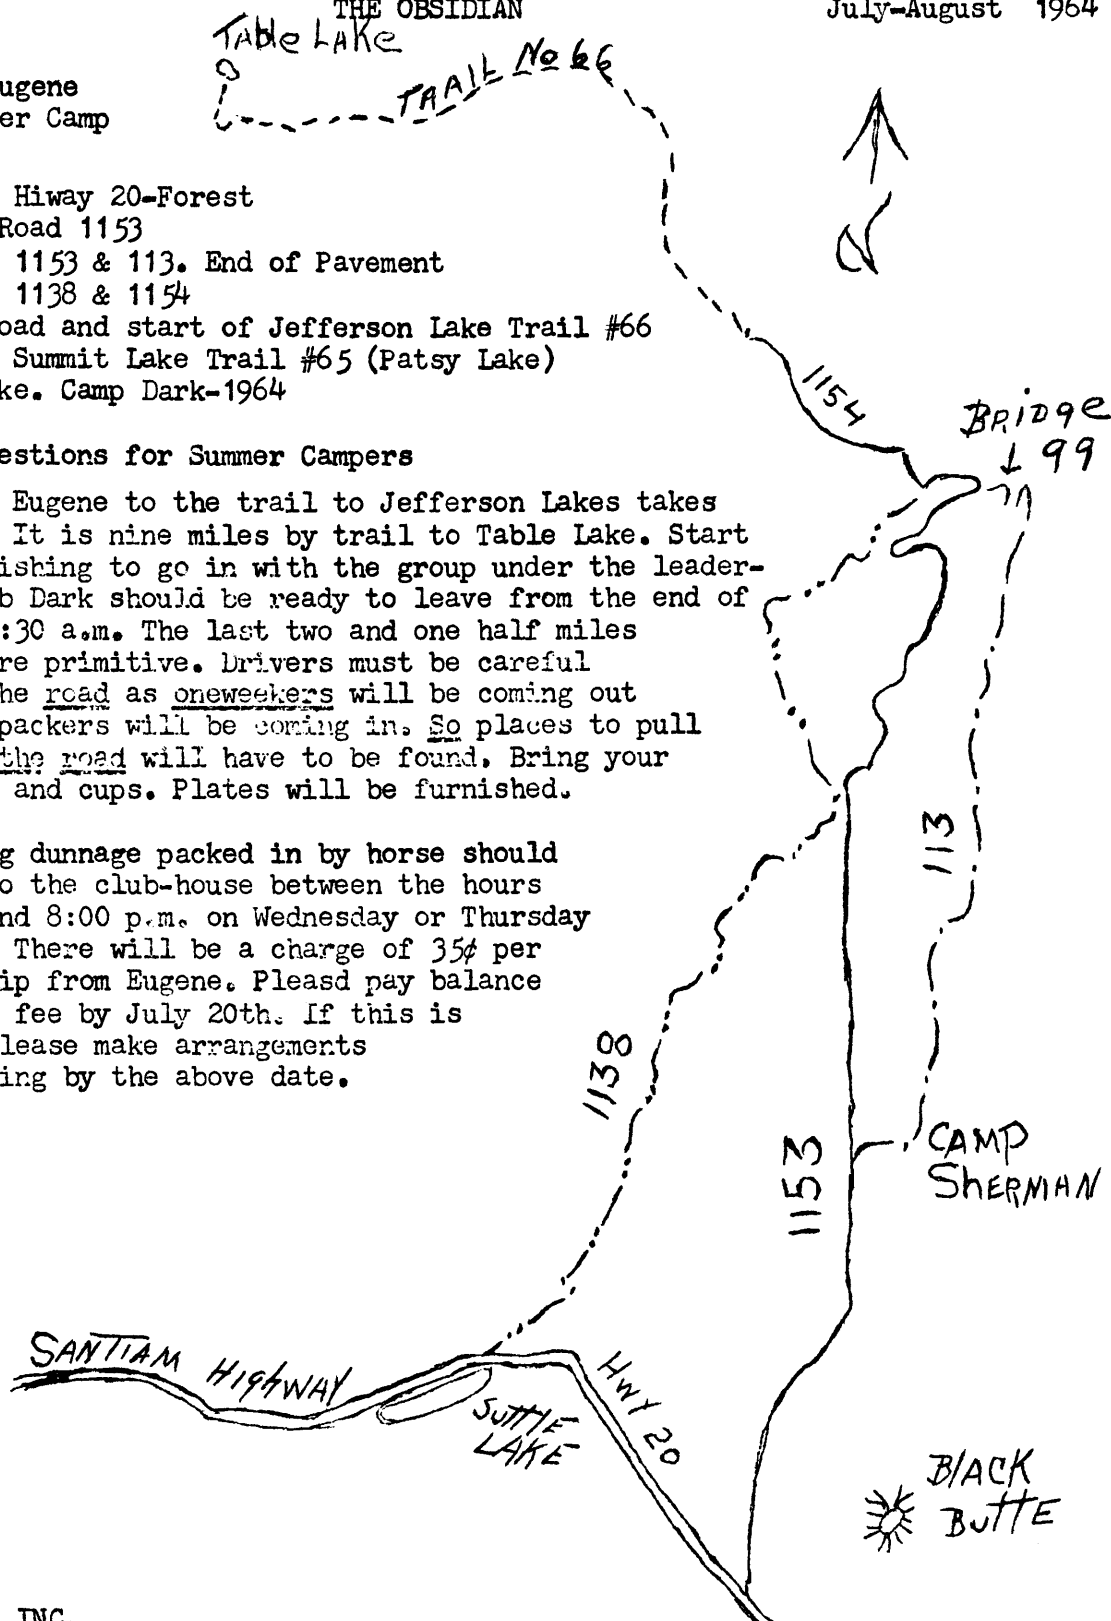 THE OBSIDIAN July-August 1964
Table LAKe
TRAIL No 66
ugene
er Camp
Hiway 20-Forest
Road 1153
1153 & 113. End of Pavement
1138 & 1154
oad and start of Jefferson Lake Trail #66
Summit Lake Trail #65 (Patsy Lake)
ke. Camp Dark-1964
1154
BRiDge
99
estions for Summer Campers
Eugene to the trail to Jefferson Lakes takes
It is nine miles by trail to Table Lake. Start
ishing to go in with the group under the leader-
b Dark should be ready to leave from the end of
:30 a.m. The last two and one half miles
re primitive. Drivers must be careful
he road as oneweekers will be coming out
packers will be coming in. So places to pull
the road will have to be found. Bring your
and cups. Plates will be furnished.
113
g dunnage packed in by horse should
o the club-house between the hours
nd 8:00 p.m. on Wednesday or Thursday
There will be a charge of 35¢ per
ip from Eugene. Pleasd pay balance
fee by July 20th. If this is
lease make arrangements
ing by the above date.
1138
1153
CAMP
SHERMAN
SANTIAM HIGHWAY
HWY 20
SUTTLE
LAKE
BlACK
BuTTE
INC